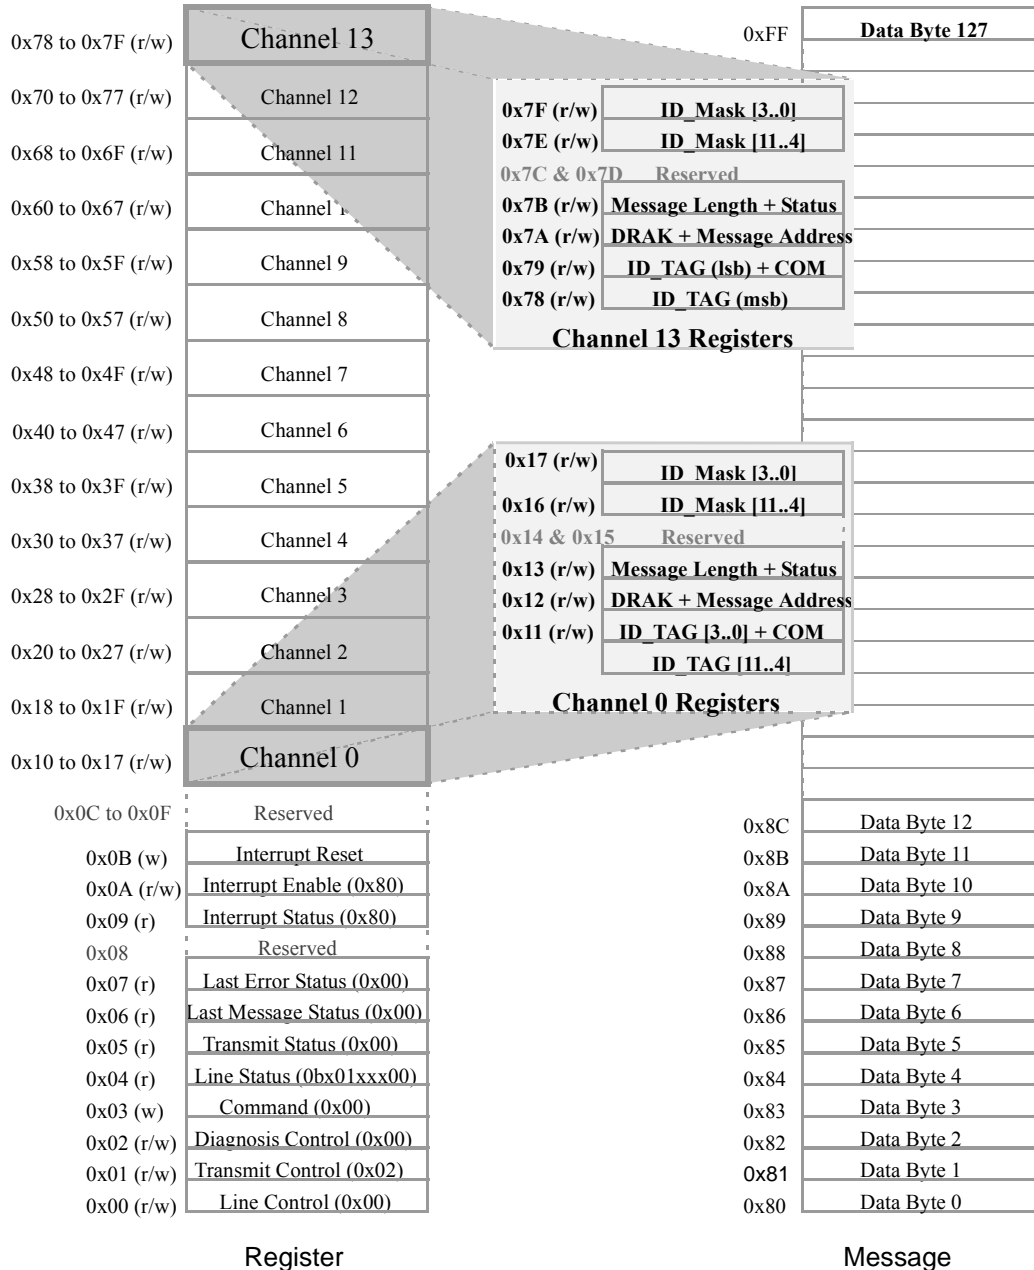 0x78 to 0x7F (r/w) Channel 13
0x70 to 0x77 (r/w) Channel 12
0x68 to 0x6F (r/w) Channel 11
0x60 to 0x67 (r/w) Channel 1
0x58 to 0x5F (r/w) Channel 9
0x50 to 0x57 (r/w) Channel 8
0x48 to 0x4F (r/w) Channel 7
0x40 to 0x47 (r/w) Channel 6
0x38 to 0x3F (r/w) Channel 5
0x30 to 0x37 (r/w) Channel 4
0x28 to 0x2F (r/w) Channel 3
0x20 to 0x27 (r/w) Channel 2
0x18 to 0x1F (r/w) Channel 1
0x10 to 0x17 (r/w) Channel 0
0x0C to 0x0F Reserved
0x0B (w) Interrupt Reset
0x0A (r/w) Interrupt Enable (0x80)
0x09 (r) Interrupt Status (0x80)
0x08 Reserved
0x07 (r) Last Error Status (0x00)
0x06 (r) Last Message Status (0x00)
0x05 (r) Transmit Status (0x00)
0x04 (r) Line Status (0bx01xxx00)
0x03 (w) Command (0x00)
0x02 (r/w) Diagnosis Control (0x00)
0x01 (r/w) Transmit Control (0x02)
0x00 (r/w) Line Control (0x00)
Register
0x7F (r/w) ID_Mask [3..0]
0x7E (r/w) ID_Mask [11..4]
0x7C & 0x7D Reserved
0x7B (r/w) Message Length + Status
0x7A (r/w) DRAK + Message Address
0x79 (r/w) ID_TAG (lsb) + COM
0x78 (r/w) ID_TAG (msb)
Channel 13 Registers
0x17 (r/w) ID_Mask [3..0]
0x16 (r/w) ID_Mask [11..4]
0x14 & 0x15 Reserved
0x13 (r/w) Message Length + Status
0x12 (r/w) DRAK + Message Address
0x11 (r/w) ID_TAG [3..0] + COM
ID_TAG [11..4]
Channel 0 Registers
0xFF Data Byte 127
0x8C Data Byte 12
0x8B Data Byte 11
0x8A Data Byte 10
0x89 Data Byte 9
0x88 Data Byte 8
0x87 Data Byte 7
0x86 Data Byte 6
0x85 Data Byte 5
0x84 Data Byte 4
0x83 Data Byte 3
0x82 Data Byte 2
0x81 Data Byte 1
0x80 Data Byte 0
Message